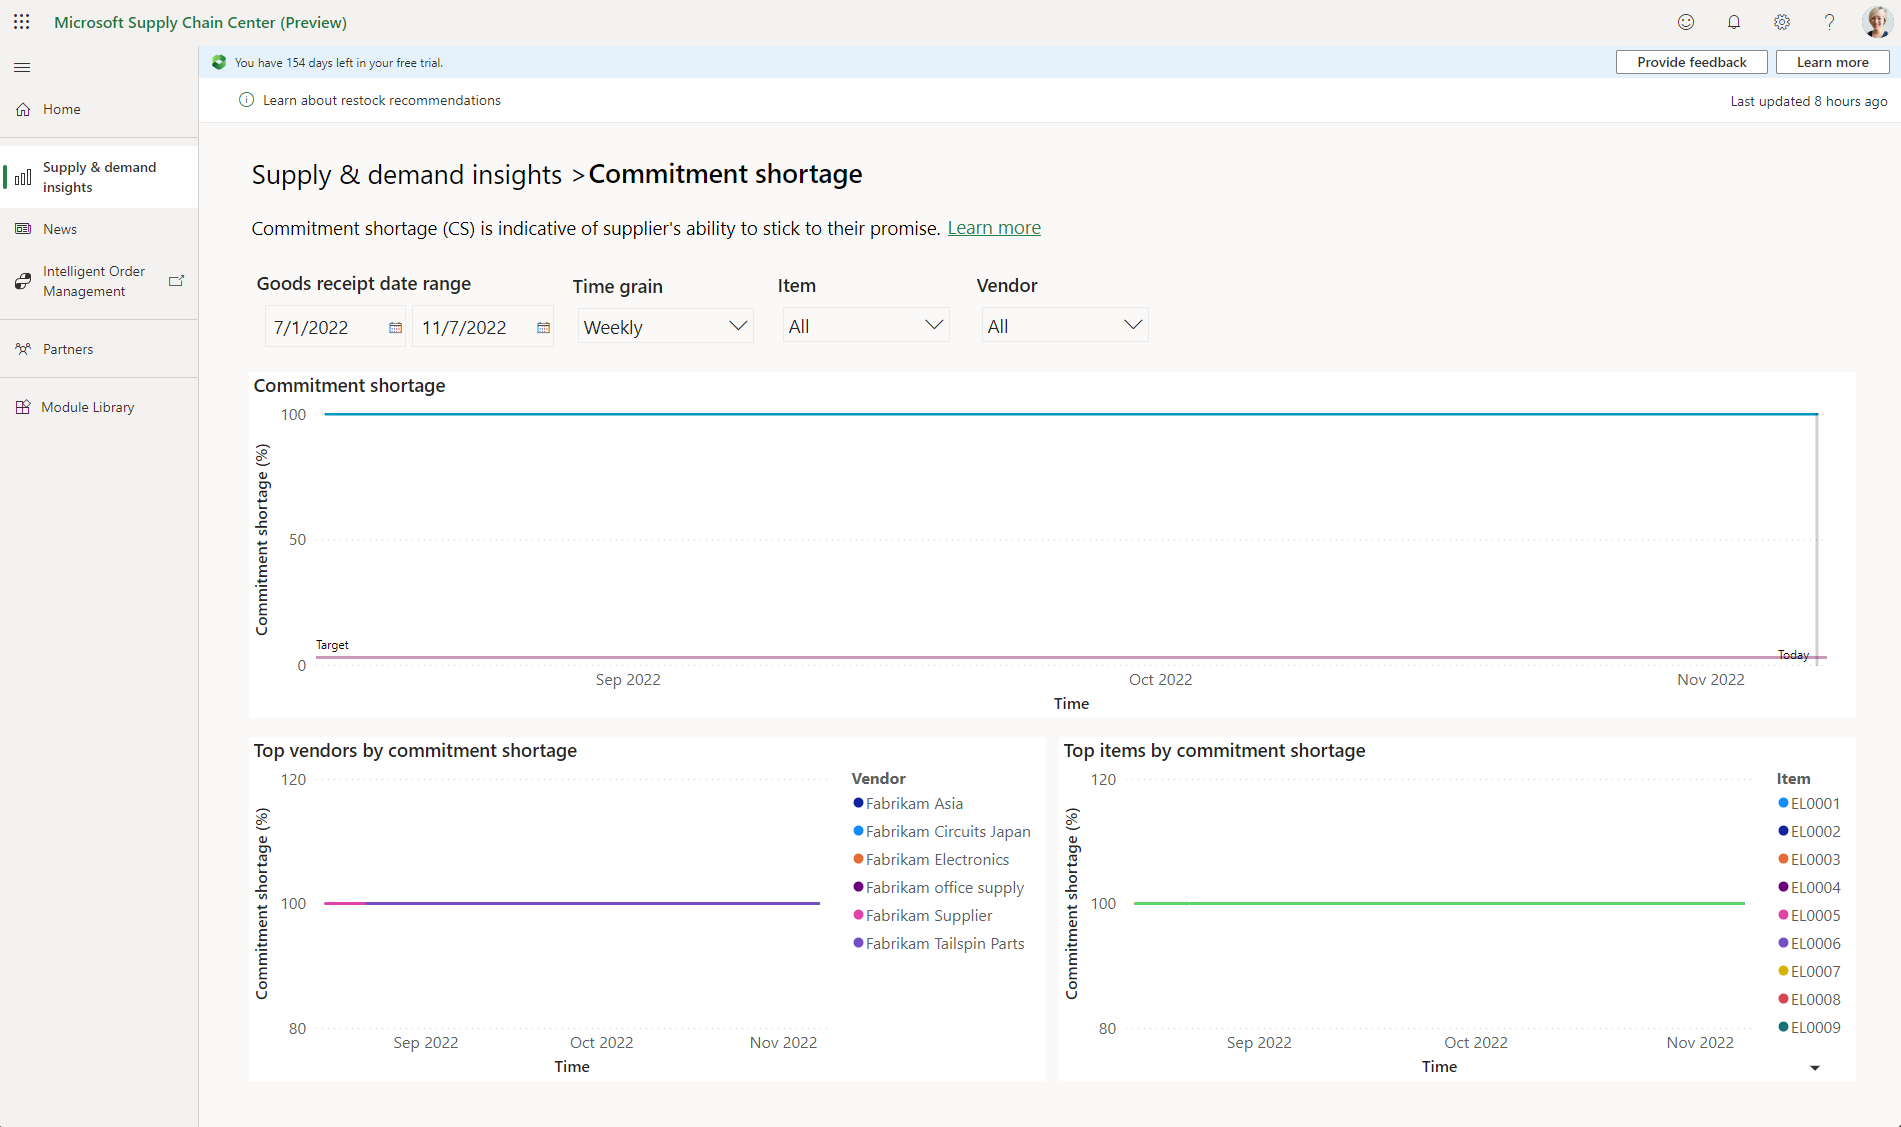 Microsoft Supply Chain Center (Preview)
You have 154 days left in your free trial.
Provide feedback
Learn more
Learn about restock recommendations
Last updated 8 hours ago
Home
Supply & demand
insights
News
Intelligent Order
Management
Partners
Module Library
Supply & demand insights >Commitment shortage
Commitment shortage (CS) is indicative of supplier's ability to stick to their promise. Learn more
Goods receipt date range
Time grain
Item
Vendor
7/1/2022
11/7/2022
Weekly
All
All
Commitment shortage
Commitment shortage (%)
100
50
0
Target
Today
Sep 2022
Oct 2022
Nov 2022
Time
Top vendors by commitment shortage
Commitment shortage (%)
120
100
80
Sep 2022
Oct 2022
Nov 2022
Time
Vendor
Fabrikam Asia
Fabrikam Circuits Japan
Fabrikam Electronics
Fabrikam office supply
Fabrikam Supplier
Fabrikam Tailspin Parts
Top items by commitment shortage
Commitment shortage (%)
120
100
80
Sep 2022
Oct 2022
Nov 2022
Time
Item
EL0001
EL0002
EL0003
EL0004
EL0005
EL0006
EL0007
EL0008
EL0009